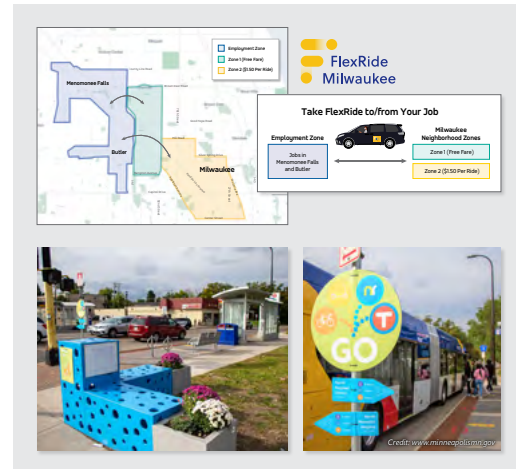 Employment Zone
Zone 1 (Free Fare)
Zone 2 ($1.50 Per Ride)
Menomonee Falls
Butler
Milwaukee
FlexRide
Milwaukee
Take FlexRide to/from Your Job
Employment Zone
Jobs in
Menomonee Falls
and Butler
Milwaukee
Neighborhood Zones
Zone 1 (Free Fare)
Zone 2 ($1.50 Per Ride)
T
GO
Credit: www.minneapolismn.gov